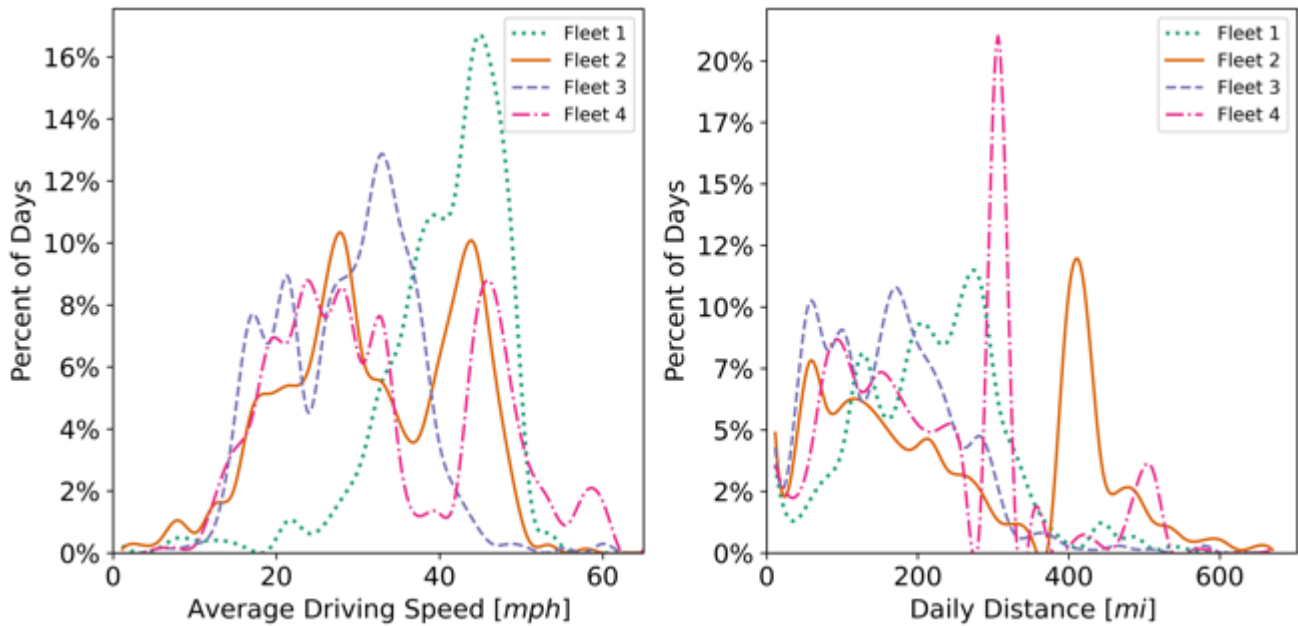 Percent of Days
16%
14%
12%
10%
8%
6%
4%
2%
0%
0
20
40
60
Average Driving Speed [mph]
Fleet 1
Fleet 2
Fleet 3
Fleet 4
Percent of Days
20%
17%
15%
12%
10%
7%
5%
2%
0%
0
200
400
600
Daily Distance [mi]
Fleet 1
Fleet 2
Fleet 3
Fleet 4